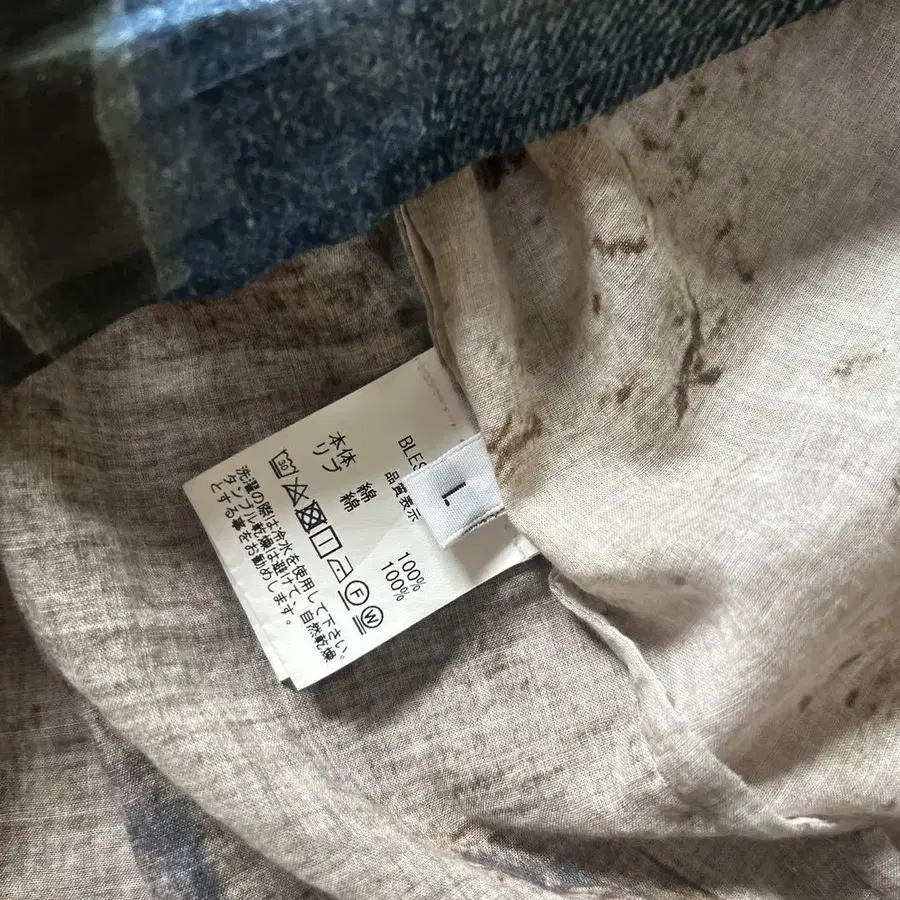 L
品質表示
本体 綿 100%
リブ 綿 100%
30
F W
洗濯の際は冷水を使用して下さい。
タンブル乾燥は避けて、自然乾燥
とする事をお勧めします。